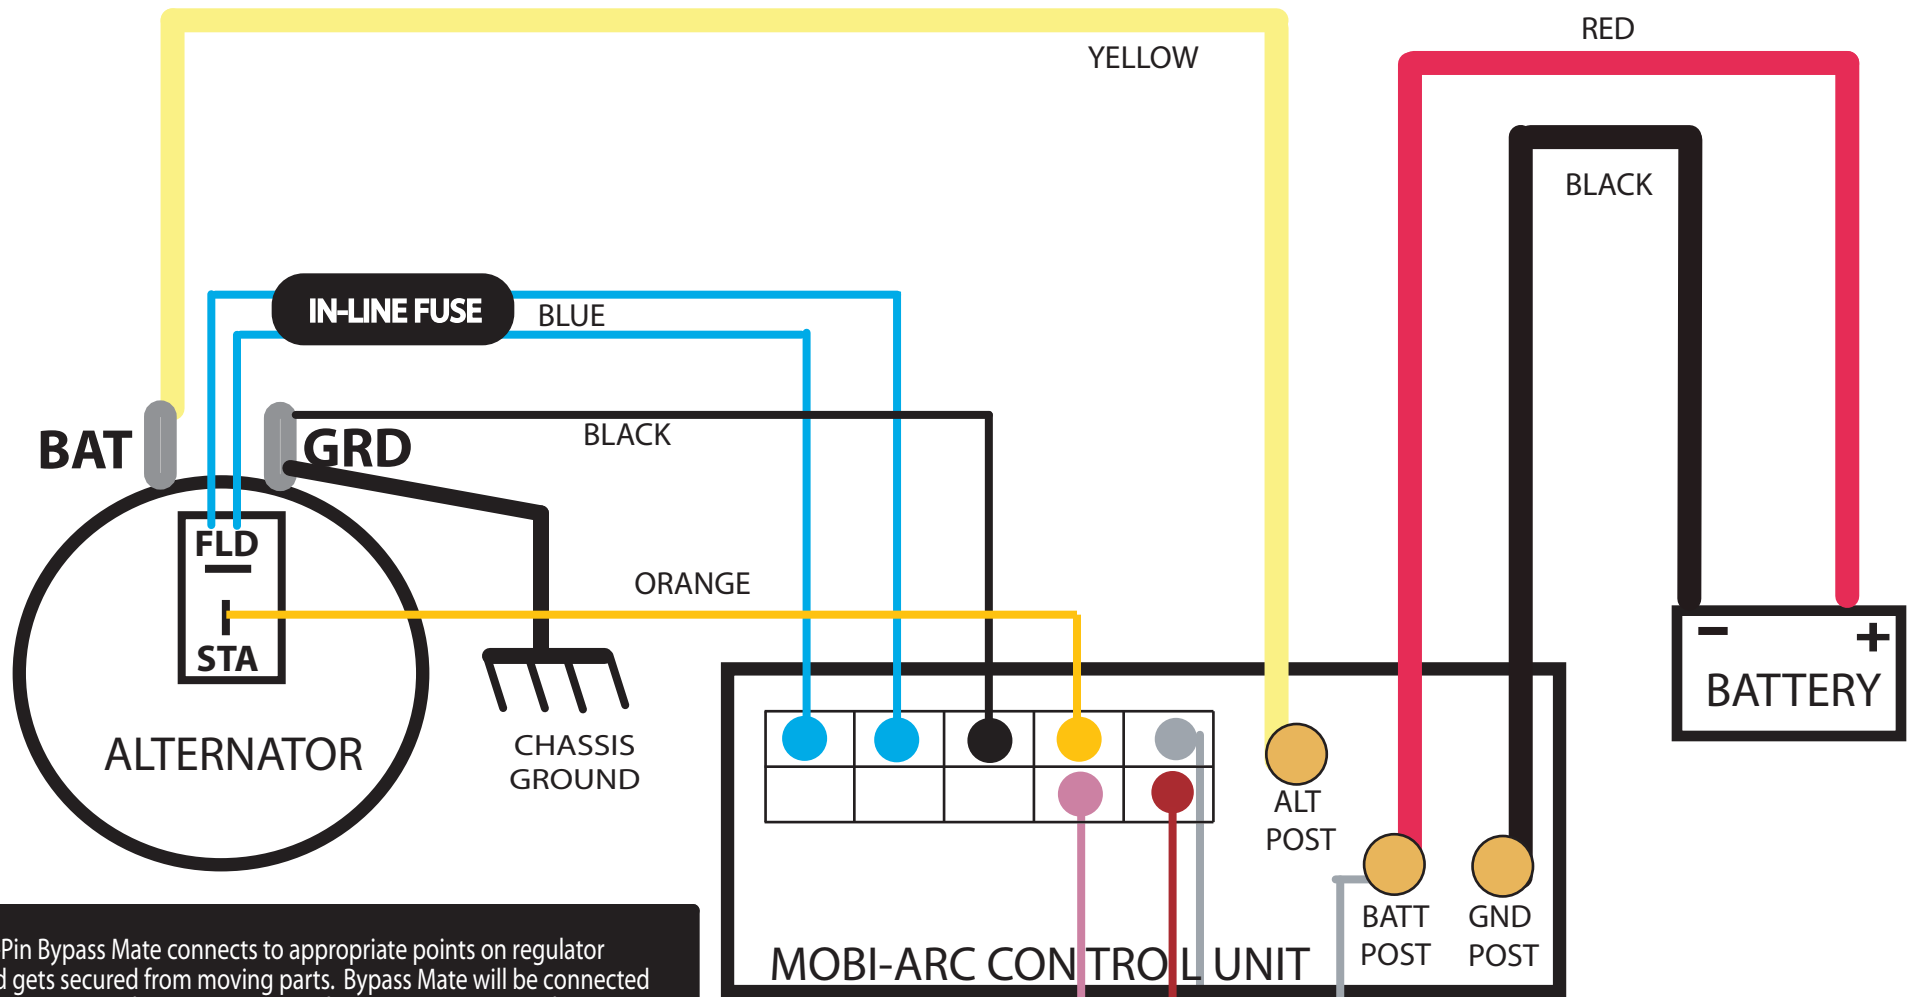 RED
YELLOW
BLACK
IN-LINE FUSE
BLUE
BAT
GRD
BLACK
FLD
ORANGE
STA
ALTERNATOR
CHASSIS
GROUND
− +
BATTERY
ALT
POST
BATT
POST
GND
POST
MOBI-ARC CONTROL UNIT
Pin Bypass Mate connects to appropriate points on regulator
gets secured from moving parts. Bypass Mate will be connected